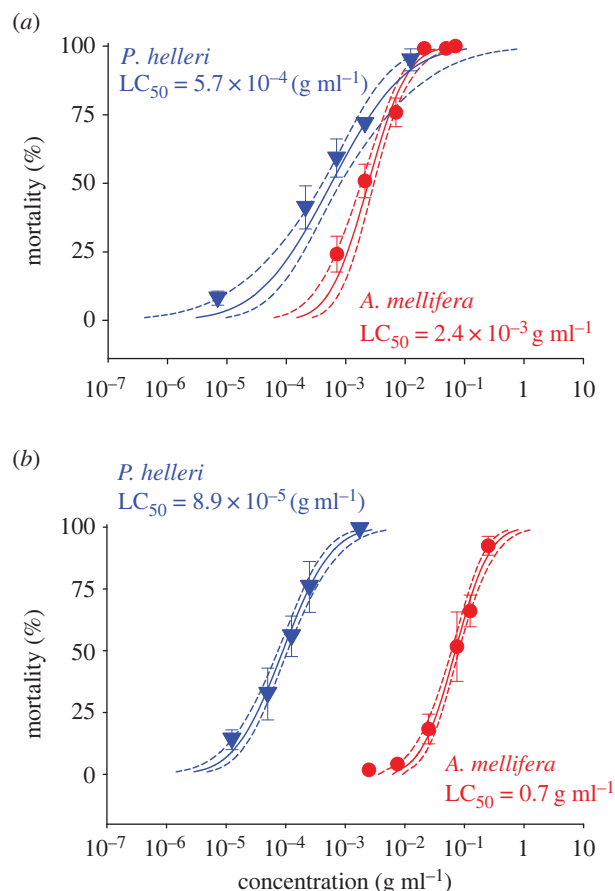 (a)
P. helleri
LC₅₀ = 5.7 × 10⁻⁴ (g ml⁻¹)
100
75
50
25
0
mortality (%)
A. mellifera
LC₅₀ = 2.4 × 10⁻³ g ml⁻¹
10⁻⁷ 10⁻⁶ 10⁻⁵ 10⁻⁴ 10⁻³ 10⁻² 10⁻¹ 1 10
(b)
P. helleri
LC₅₀ = 8.9 × 10⁻⁵ (g ml⁻¹)
100
75
50
25
0
mortality (%)
A. mellifera
LC₅₀ = 0.7 g ml⁻¹
10⁻⁷ 10⁻⁶ 10⁻⁵ 10⁻⁴ 10⁻³ 10⁻² 10⁻¹ 1 10
concentration (g ml⁻¹)